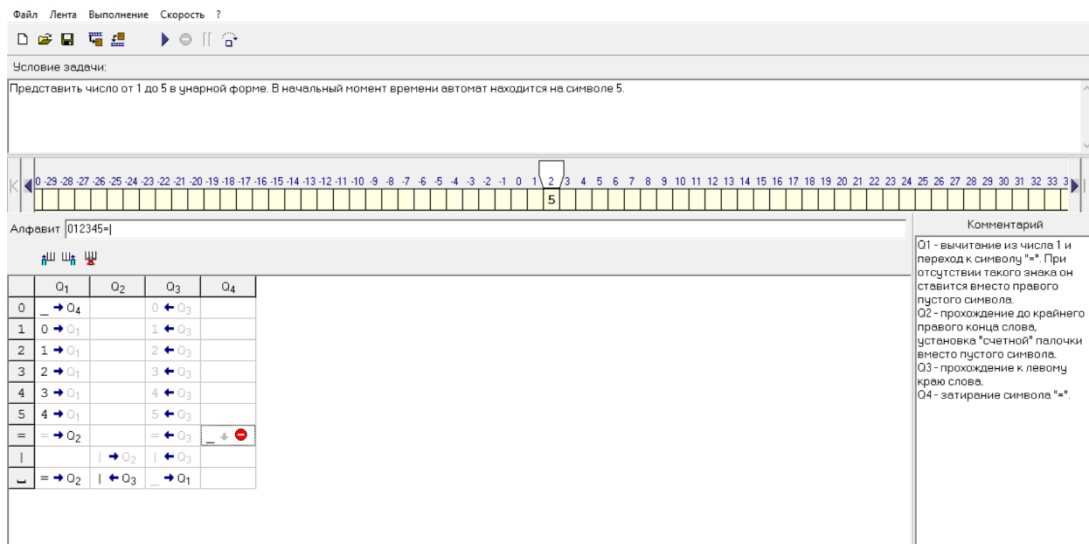 Файл Лента Выполнение Скорость ?
Условие задачи:
Представить число от 1 до 5 в унарной форме. В начальный момент времени автомат находится на символе 5.
0 -29 -28 -27 -26 -25 -24 -23 -22 -21 -20 -19 -18 -17 -16 -15 -14 -13 -12 -11 -10 -9 -8 -7 -6 -5 -4 -3 -2 -1 0 1 2 3 4 5 6 7 8 9 10 11 12 13 14 15 16 17 18 19 20 21 22 23 24 25 26 27 28 29 30 31 32 33 3
5
Алфавит 012345=|
Комментарий
Q1 - вычитание из числа 1 и
переход к символу "=". При
отсутствии такого знака он
ставится вместо правого
пустого символа.
Q2 - прохождение до крайнего
правого конца слова,
установка "счетной" палочки
вместо пустого символа.
Q3 - прохождение к левому
краю слова.
Q4 - затирание символа "=".
Q1 Q2 Q3 Q4
0 _ → Q4 0 ← Q3
1 0 → Q1 1 ← Q3
2 1 → Q1 2 ← Q3
3 2 → Q1 3 ← Q3
4 3 → Q1 4 ← Q3
5 4 → Q1 5 ← Q3
= = → Q2 = ← Q3 _ ↓
| | → Q2 | ← Q3
␣ = → Q2 | ← Q3 _ → Q1